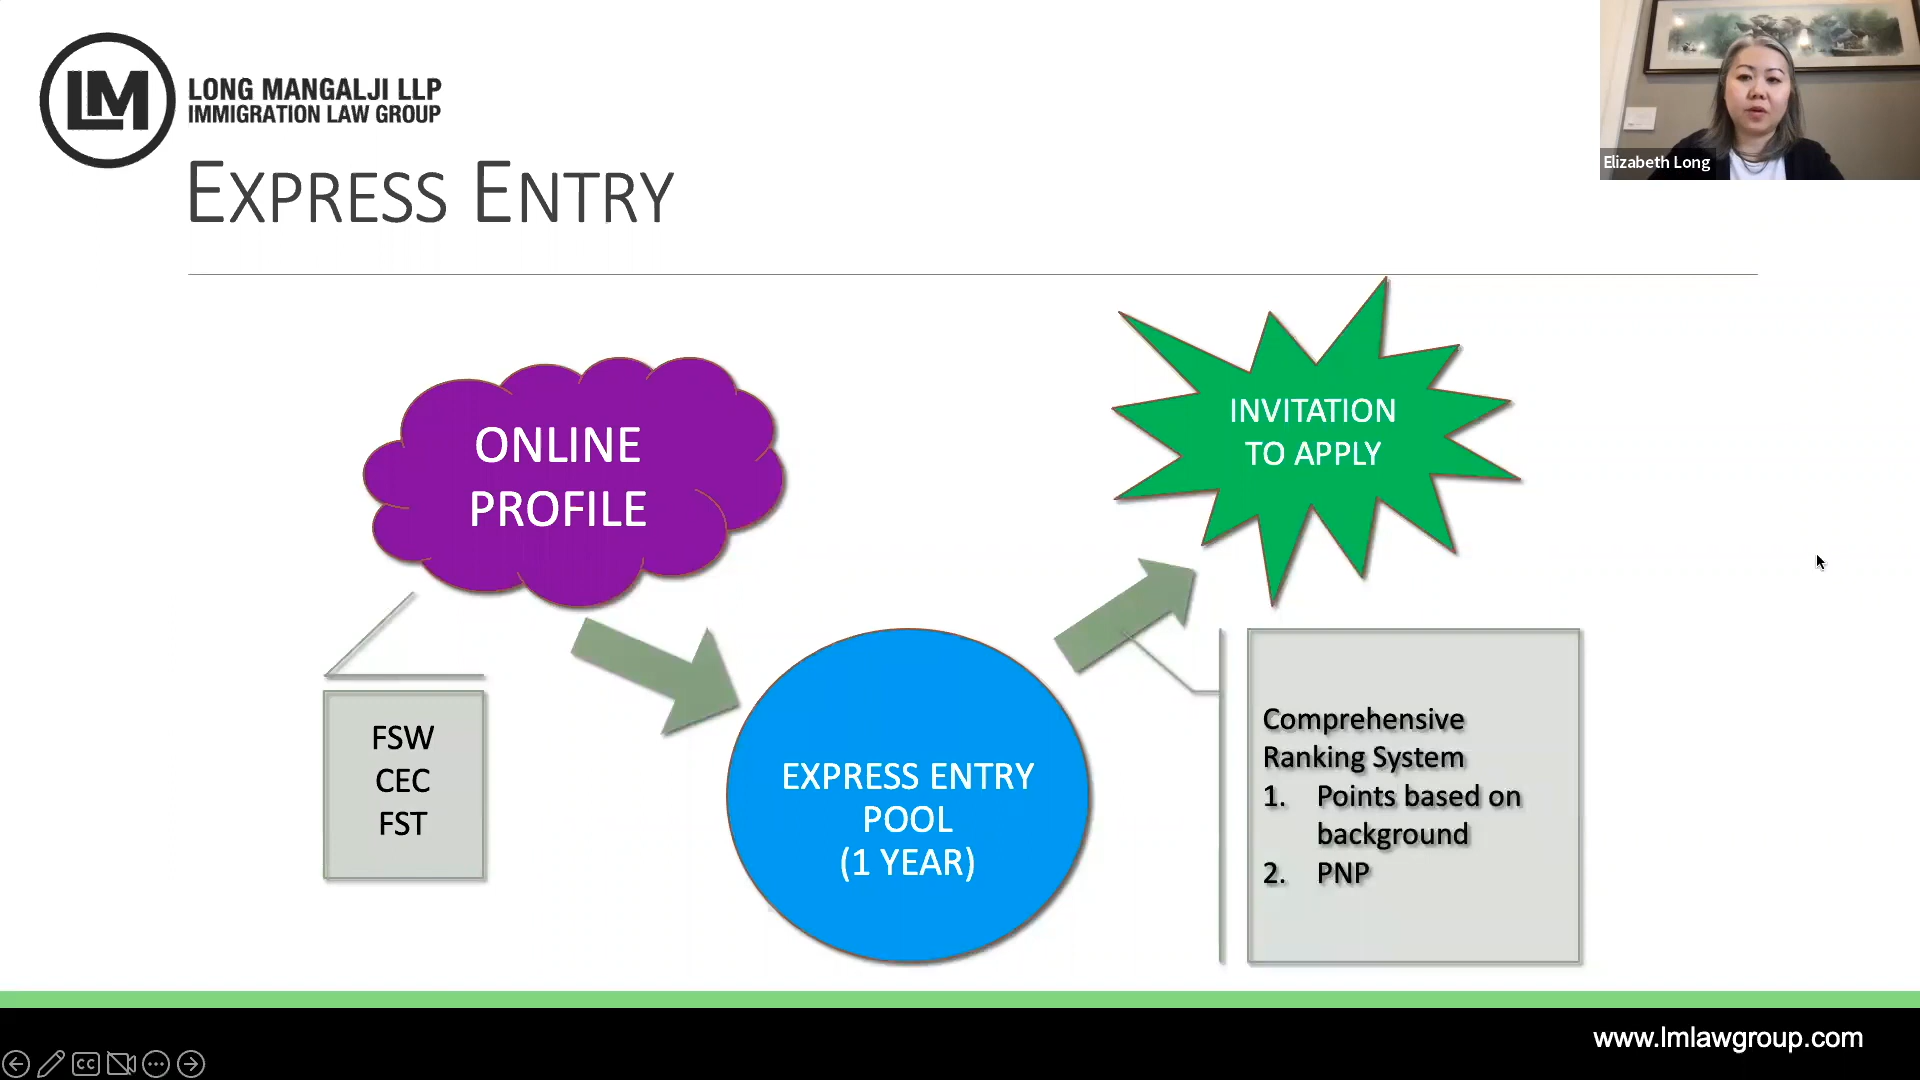 LM
LONG MANGALJI LLP
IMMIGRATION LAW GROUP
EXPRESS ENTRY
Elizabeth Long
ONLINE
PROFILE
INVITATION
TO APPLY
FSW
CEC
FST
EXPRESS ENTRY
POOL
(1 YEAR)
Comprehensive
Ranking System
1. Points based on
background
2. PNP
www.lmlawgroup.com
CC